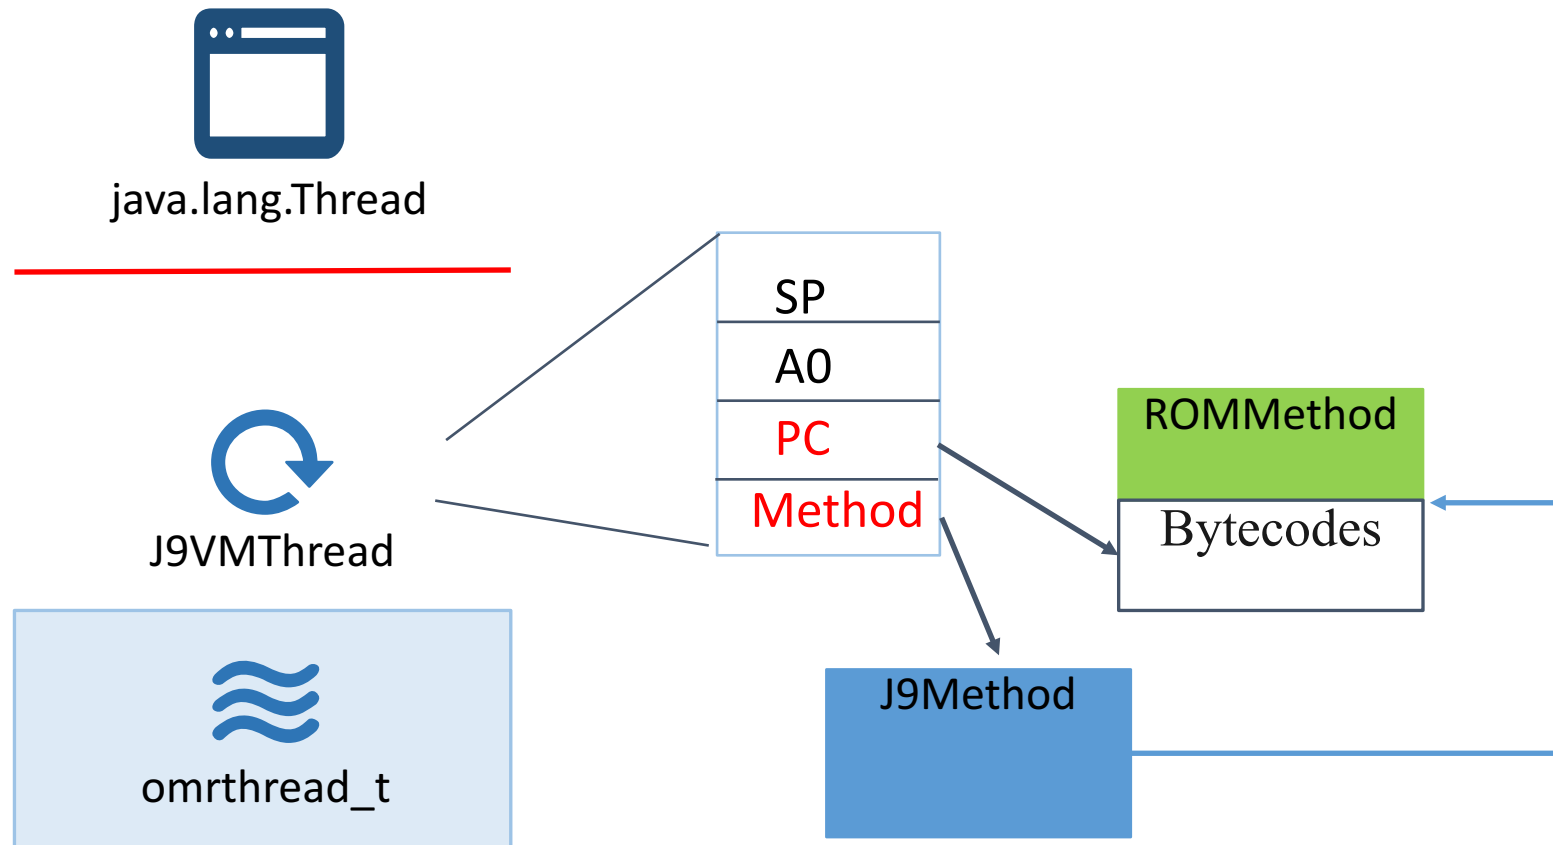 java.lang.Thread
J9VMThread
omrthread_t
SP
A0
PC
Method
ROMMethod
Bytecodes
J9Method